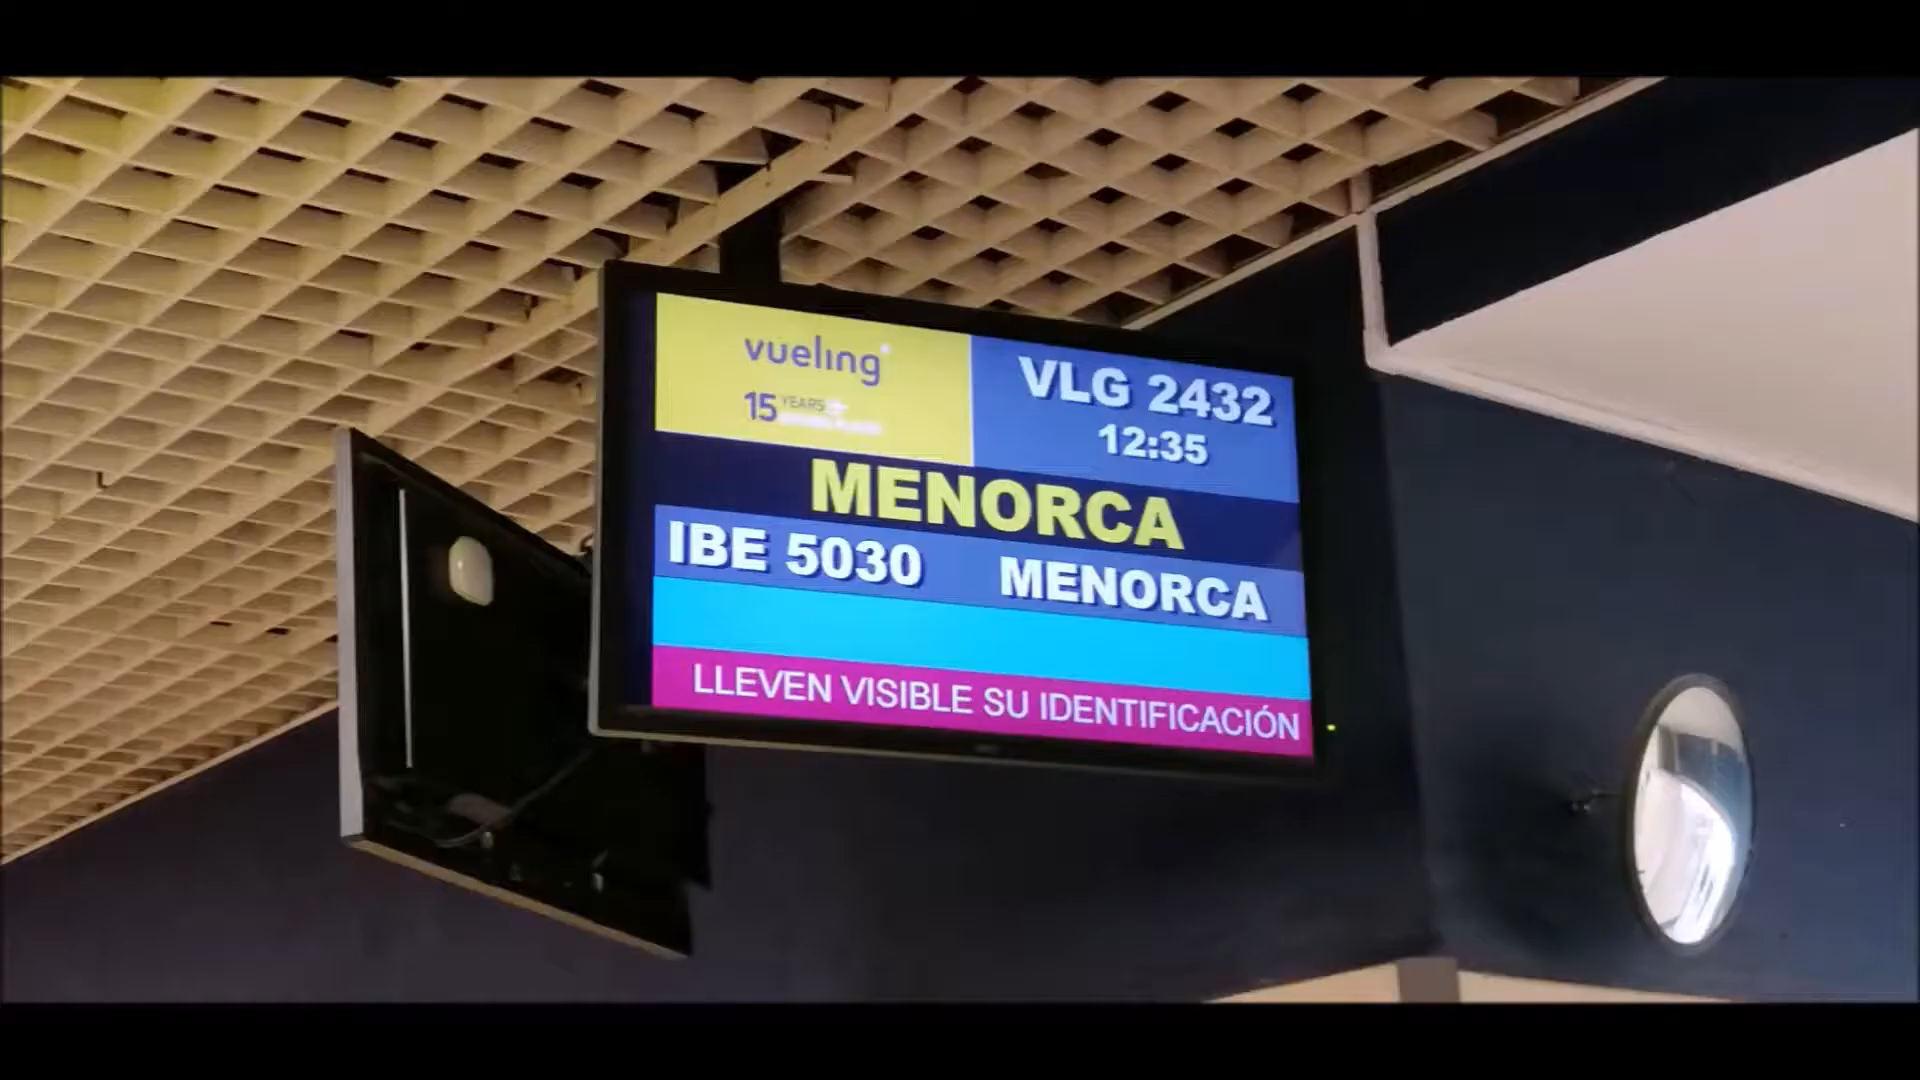 vueling
15 YEARS
VLG 2432
12:35
MENORCA
IBE 5030 MENORCA
LLEVEN VISIBLE SU IDENTIFICACIÓN